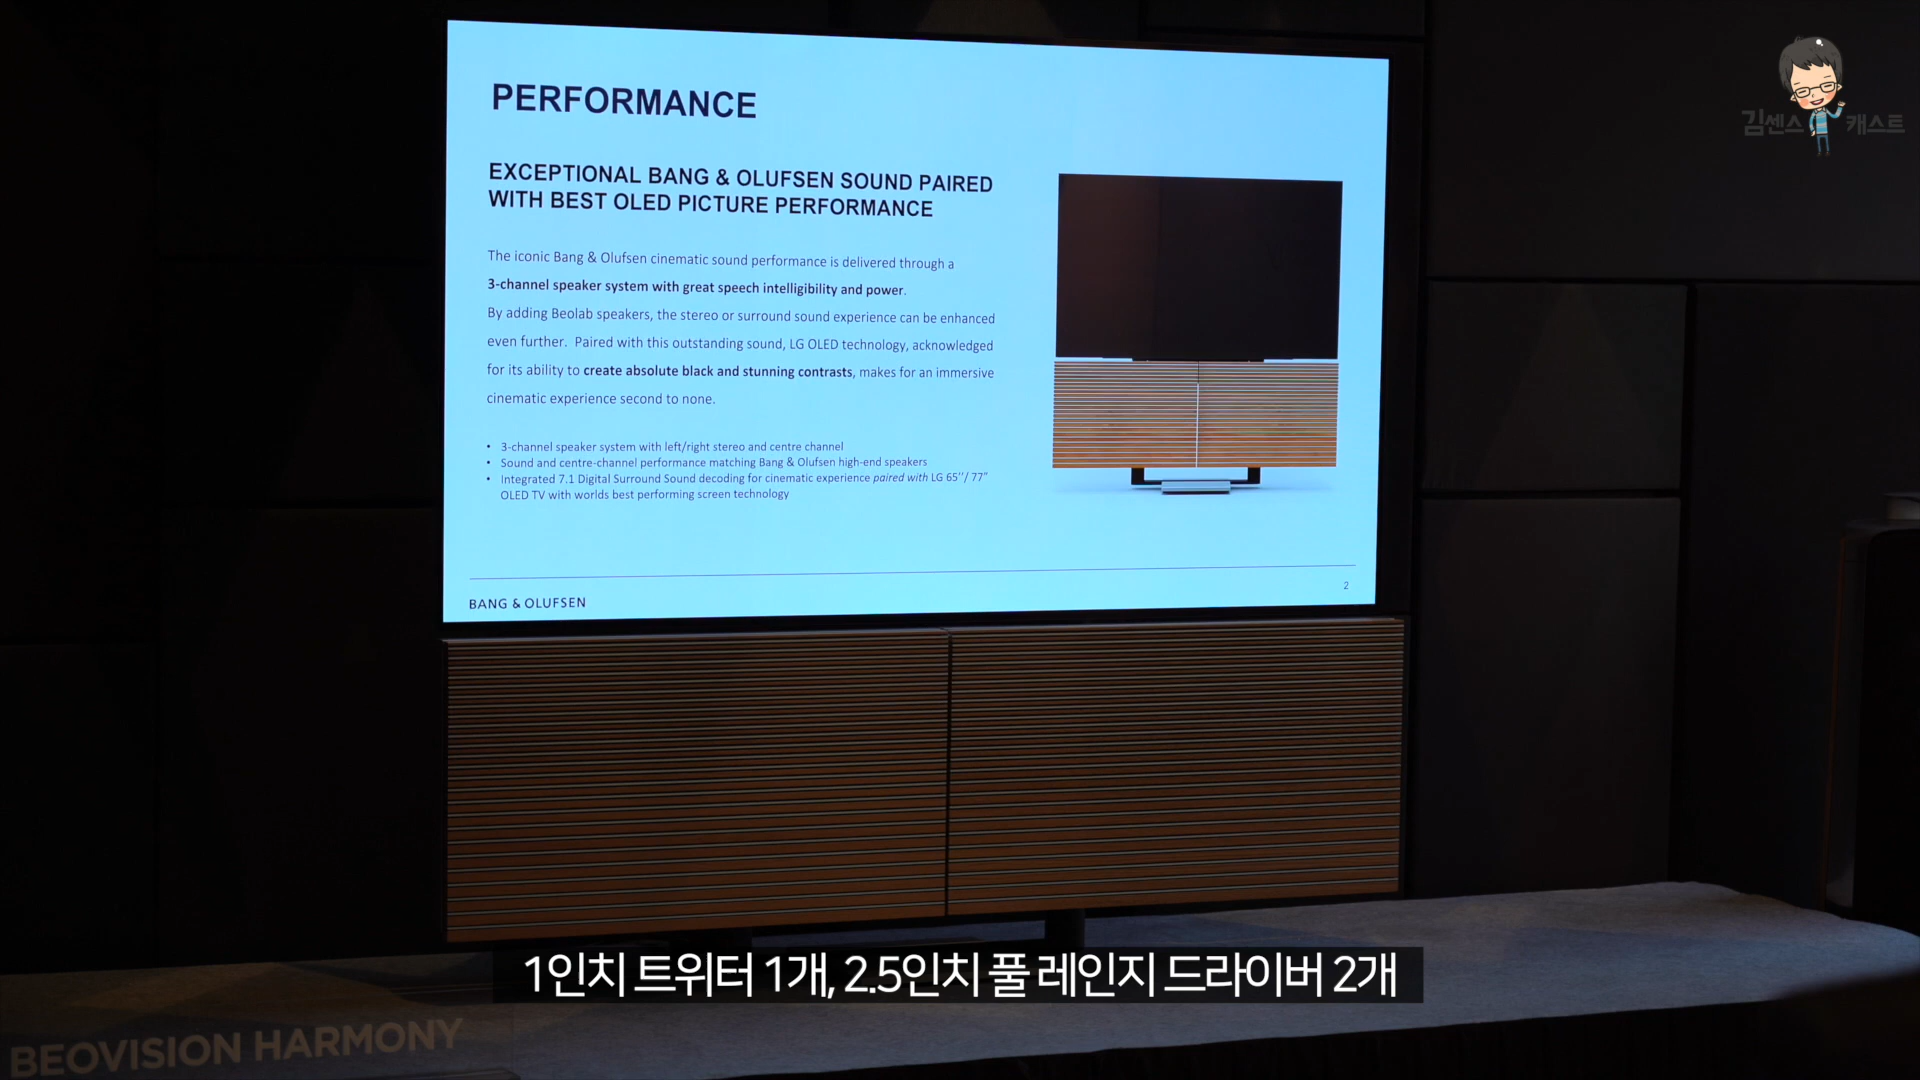 김센스 캐스트
PERFORMANCE
EXCEPTIONAL BANG & OLUFSEN SOUND PAIRED
WITH BEST OLED PICTURE PERFORMANCE
The iconic Bang & Olufsen cinematic sound performance is delivered through a
3-channel speaker system with great speech intelligibility and power.
By adding Beolab speakers, the stereo or surround sound experience can be enhanced
even further. Paired with this outstanding sound, LG OLED technology, acknowledged
for its ability to create absolute black and stunning contrasts, makes for an immersive
cinematic experience second to none.
• 3-channel speaker system with left/right stereo and centre channel
• Sound and centre-channel performance matching Bang & Olufsen high-end speakers
• Integrated 7.1 Digital Surround Sound decoding for cinematic experience paired with LG 65''/ 77"
OLED TV with worlds best performing screen technology
BANG & OLUFSEN
2
1인치 트위터 1개, 2.5인치 풀 레인지 드라이버 2개
BEOVISION HARMONY